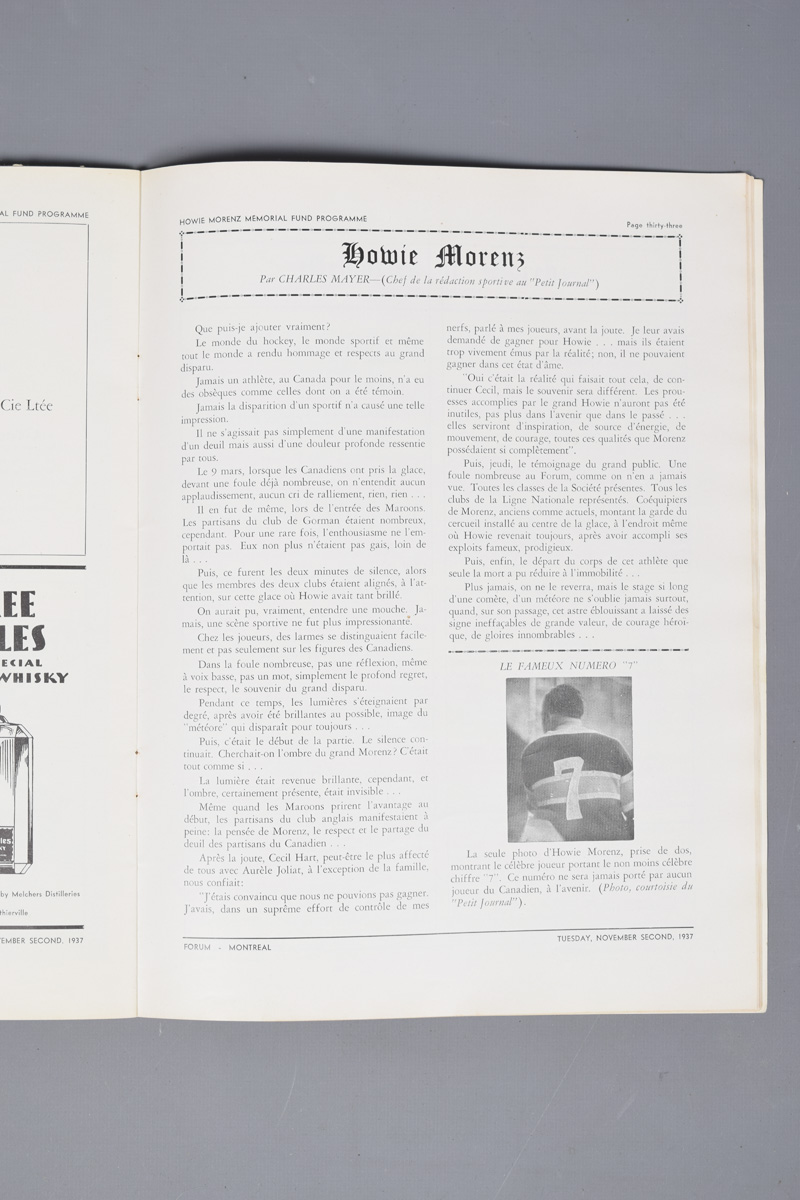 AL FUND PROGRAMME
Cie Ltée
EE
LES
ECIAL
WHISKY
by Melchers Distilleries
thierville
EMBER SECOND, 1937
HOWIE MORENZ MEMORIAL FUND PROGRAMME
Page thirty-three
Howie Morenz
Par CHARLES MAYER—(Chef de la rédaction sportive au "Petit Journal")
Que puis-je ajouter vraiment?
Le monde du hockey, le monde sportif et même
tout le monde a rendu hommage et respects au grand
disparu.
Jamais un athlète, au Canada pour le moins, n'a eu
des obsèques comme celles dont on a été témoin.
Jamais la disparition d'un sportif n'a causé une telle
impression.
Il ne s'agissait pas simplement d'une manifestation
d'un deuil mais aussi d'une douleur profonde ressentie
par tous.
Le 9 mars, lorsque les Canadiens ont pris la glace,
devant une foule déjà nombreuse, on n'entendit aucun
applaudissement, aucun cri de ralliement, rien, rien . . .
Il en fut de même, lors de l'entrée des Maroons.
Les partisans du club de Gorman étaient nombreux,
cependant. Pour une rare fois, l'enthousiasme ne l'em-
portait pas. Eux non plus n'étaient pas gais, loin de
là . . .
Puis, ce furent les deux minutes de silence, alors
que les membres des deux clubs étaient alignés, à l'at-
tention, sur cette glace où Howie avait tant brillé.
On aurait pu, vraiment, entendre une mouche. Ja-
mais, une scène sportive ne fut plus impressionante.
Chez les joueurs, des larmes se distinguaient facile-
ment et pas seulement sur les figures des Canadiens.
Dans la foule nombreuse, pas une réflexion, même
à voix basse, pas un mot, simplement le profond regret,
le respect, le souvenir du grand disparu.
Pendant ce temps, les lumières s'éteignaient par
degré, après avoir été brillantes au possible, image du
"météore" qui disparaît pour toujours . . .
Puis, c'était le début de la partie. Le silence con-
tinuait. Cherchait-on l'ombre du grand Morenz? C'était
tout comme si . . .
La lumière était revenue brillante, cependant, et
l'ombre, certainement présente, était invisible . . .
Même quand les Maroons prirent l'avantage au
début, les partisans du club anglais manifestaient à
peine: la pensée de Morenz, le respect et le partage du
deuil des partisans du Canadien . . .
Après la joute, Cecil Hart, peut-être le plus affecté
de tous avec Aurèle Joliat, à l'exception de la famille,
nous confiait:
"J'étais convaincu que nous ne pouvions pas gagner.
J'avais, dans un suprême effort de contrôle de mes
nerfs, parlé à mes joueurs, avant la joute. Je leur avais
demandé de gagner pour Howie . . . mais ils étaient
trop vivement émus par la réalité; non, il ne pouvaient
gagner dans cet état d'âme.
"Oui c'était la réalité qui faisait tout cela, de con-
tinuer Cecil, mais le souvenir sera différent. Les prou-
esses accomplies par le grand Howie n'auront pas été
inutiles, pas plus dans l'avenir que dans le passé . . .
elles serviront d'inspiration, de source d'énergie, de
mouvement, de courage, toutes ces qualités que Morenz
possédaient si complètement".
Puis, jeudi, le témoignage du grand public. Une
foule nombreuse au Forum, comme on n'en a jamais
vue. Toutes les classes de la Société présentes. Tous les
clubs de la Ligne Nationale représentés. Coéquipiers
de Morenz, anciens comme actuels, montant la garde du
cercueil installé au centre de la glace, à l'endroit même
où Howie revenait toujours, après avoir accompli ses
exploits fameux, prodigieux.
Puis, enfin, le départ du corps de cet athlète que
seule la mort a pu réduire à l'immobilité . . .
Plus jamais, on ne le reverra, mais le stage si long
d'une comète, d'un météore ne s'oublie jamais surtout,
quand, sur son passage, cet astre éblouissant a laissé des
signe ineffaçables de grande valeur, de courage héroi-
que, de gloires innombrables . . .
LE FAMEUX NUMERO "7"
7
La seule photo d'Howie Morenz, prise de dos,
montrant le célèbre joueur portant le non moins célèbre
chiffre "7". Ce numéro ne sera jamais porté par aucun
joueur du Canadien, à l'avenir. (Photo, courtoisie du
"Petit Journal").
FORUM - MONTREAL
TUESDAY, NOVEMBER SECOND, 1937